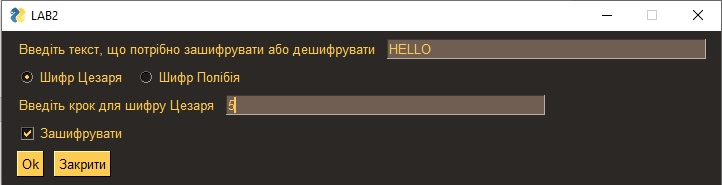 LAB2
Введіть текст, що потрібно зашифрувати або дешифрувати HELLO
Шифр Цезаря Шифр Полібія
Введіть крок для шифру Цезаря 5
Зашифрувати
Ok Закрити